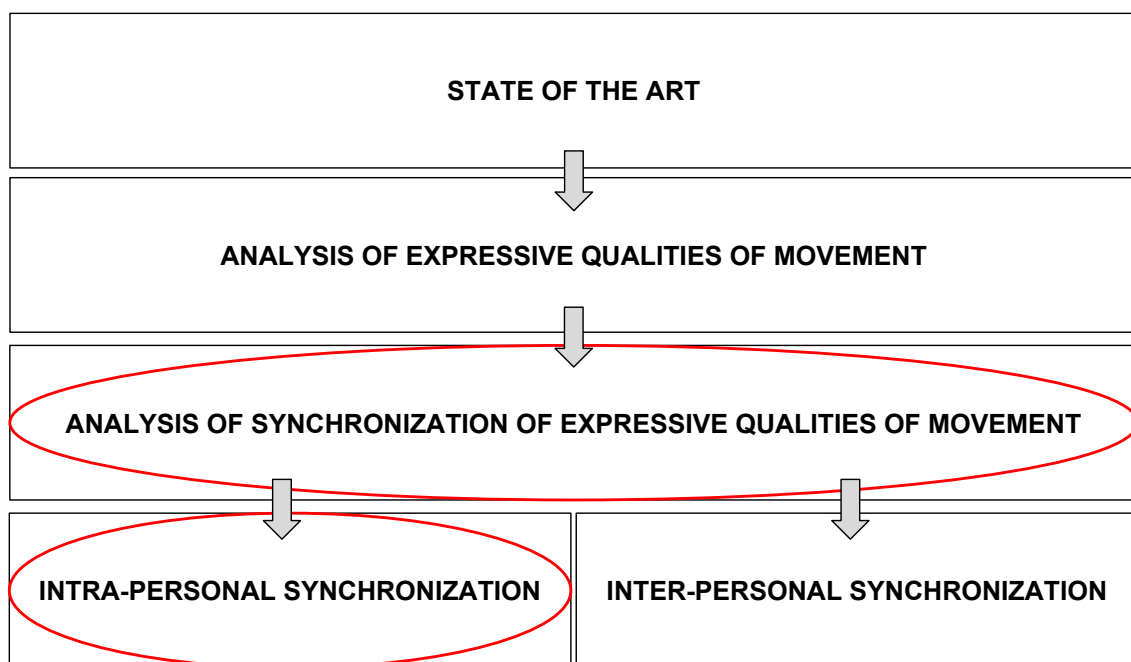 STATE OF THE ART
ANALYSIS OF EXPRESSIVE QUALITIES OF MOVEMENT
ANALYSIS OF SYNCHRONIZATION OF EXPRESSIVE QUALITIES OF MOVEMENT
INTRA-PERSONAL SYNCHRONIZATION
INTER-PERSONAL SYNCHRONIZATION